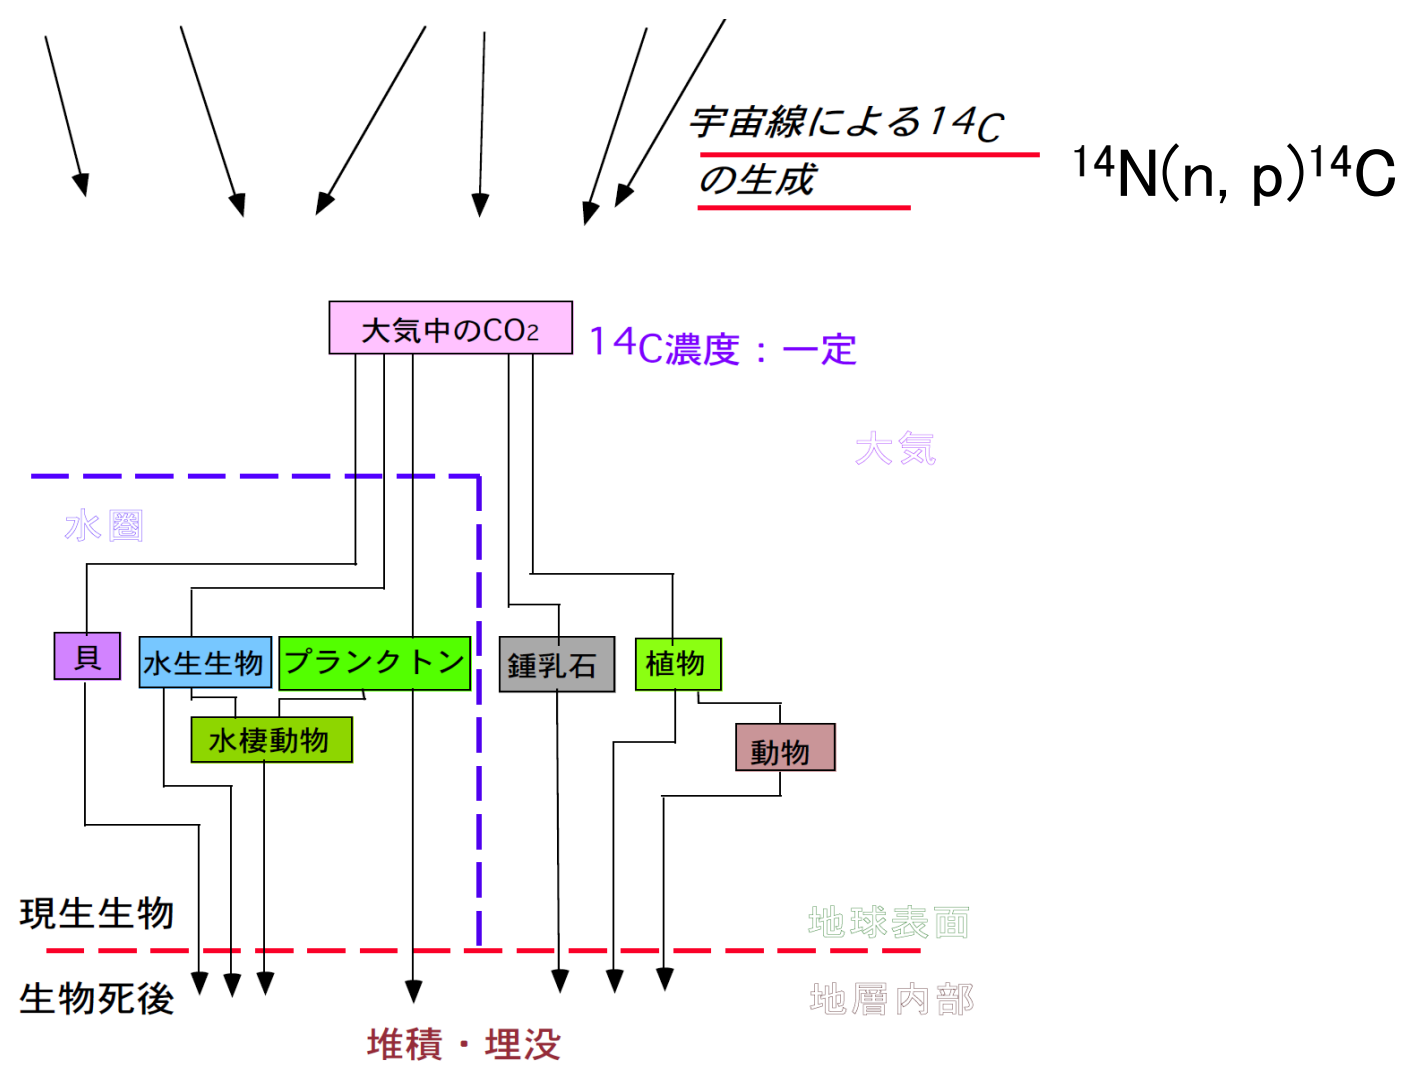 宇宙線による14C
の生成
14N(n, p)14C
大気中のCO2
14C濃度：一定
大気
水圏
貝
水生生物
プランクトン
鍾乳石
植物
水棲動物
動物
現生生物
地球表面
生物死後
地層内部
堆積・埋没